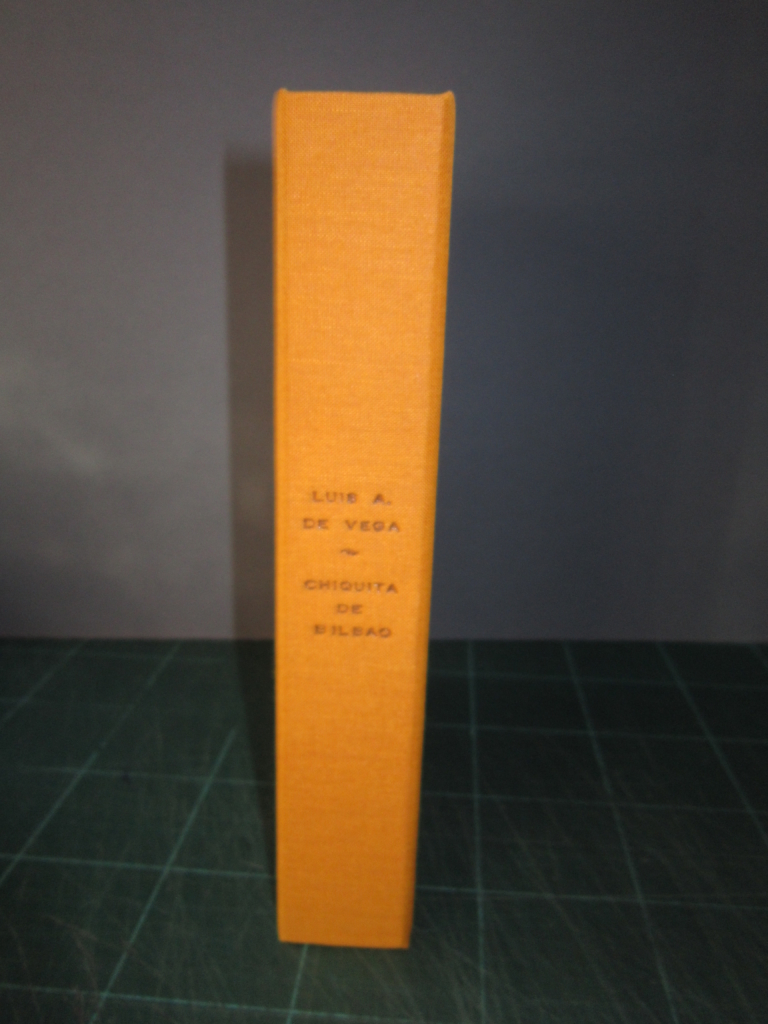 LUIS A.
DE VEGA
~
CHIQUITA
DE
BILBAO